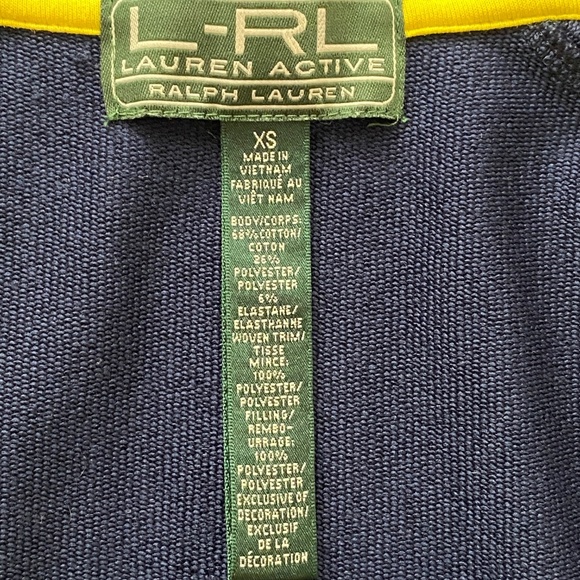 L-RL
LAUREN ACTIVE
RALPH LAUREN
XS
MADE IN
VIETNAM
FABRIQUÉ AU
VIÊT NAM
BODY/CORPS:
68% COTTON/
COTON
26%
POLYESTER/
POLYESTER
6%
ELASTANE/
ELASTHANNE
WOVEN TRIM/
TISSE
MINCE:
100%
POLYESTER/
POLYESTER
FILLING/
REMBO-
URRAGE:
100%
POLYESTER/
POLYESTER
EXCLUSIVE OF
DECORATION/
EXCLUSIF
DE LA
DÉCORATION